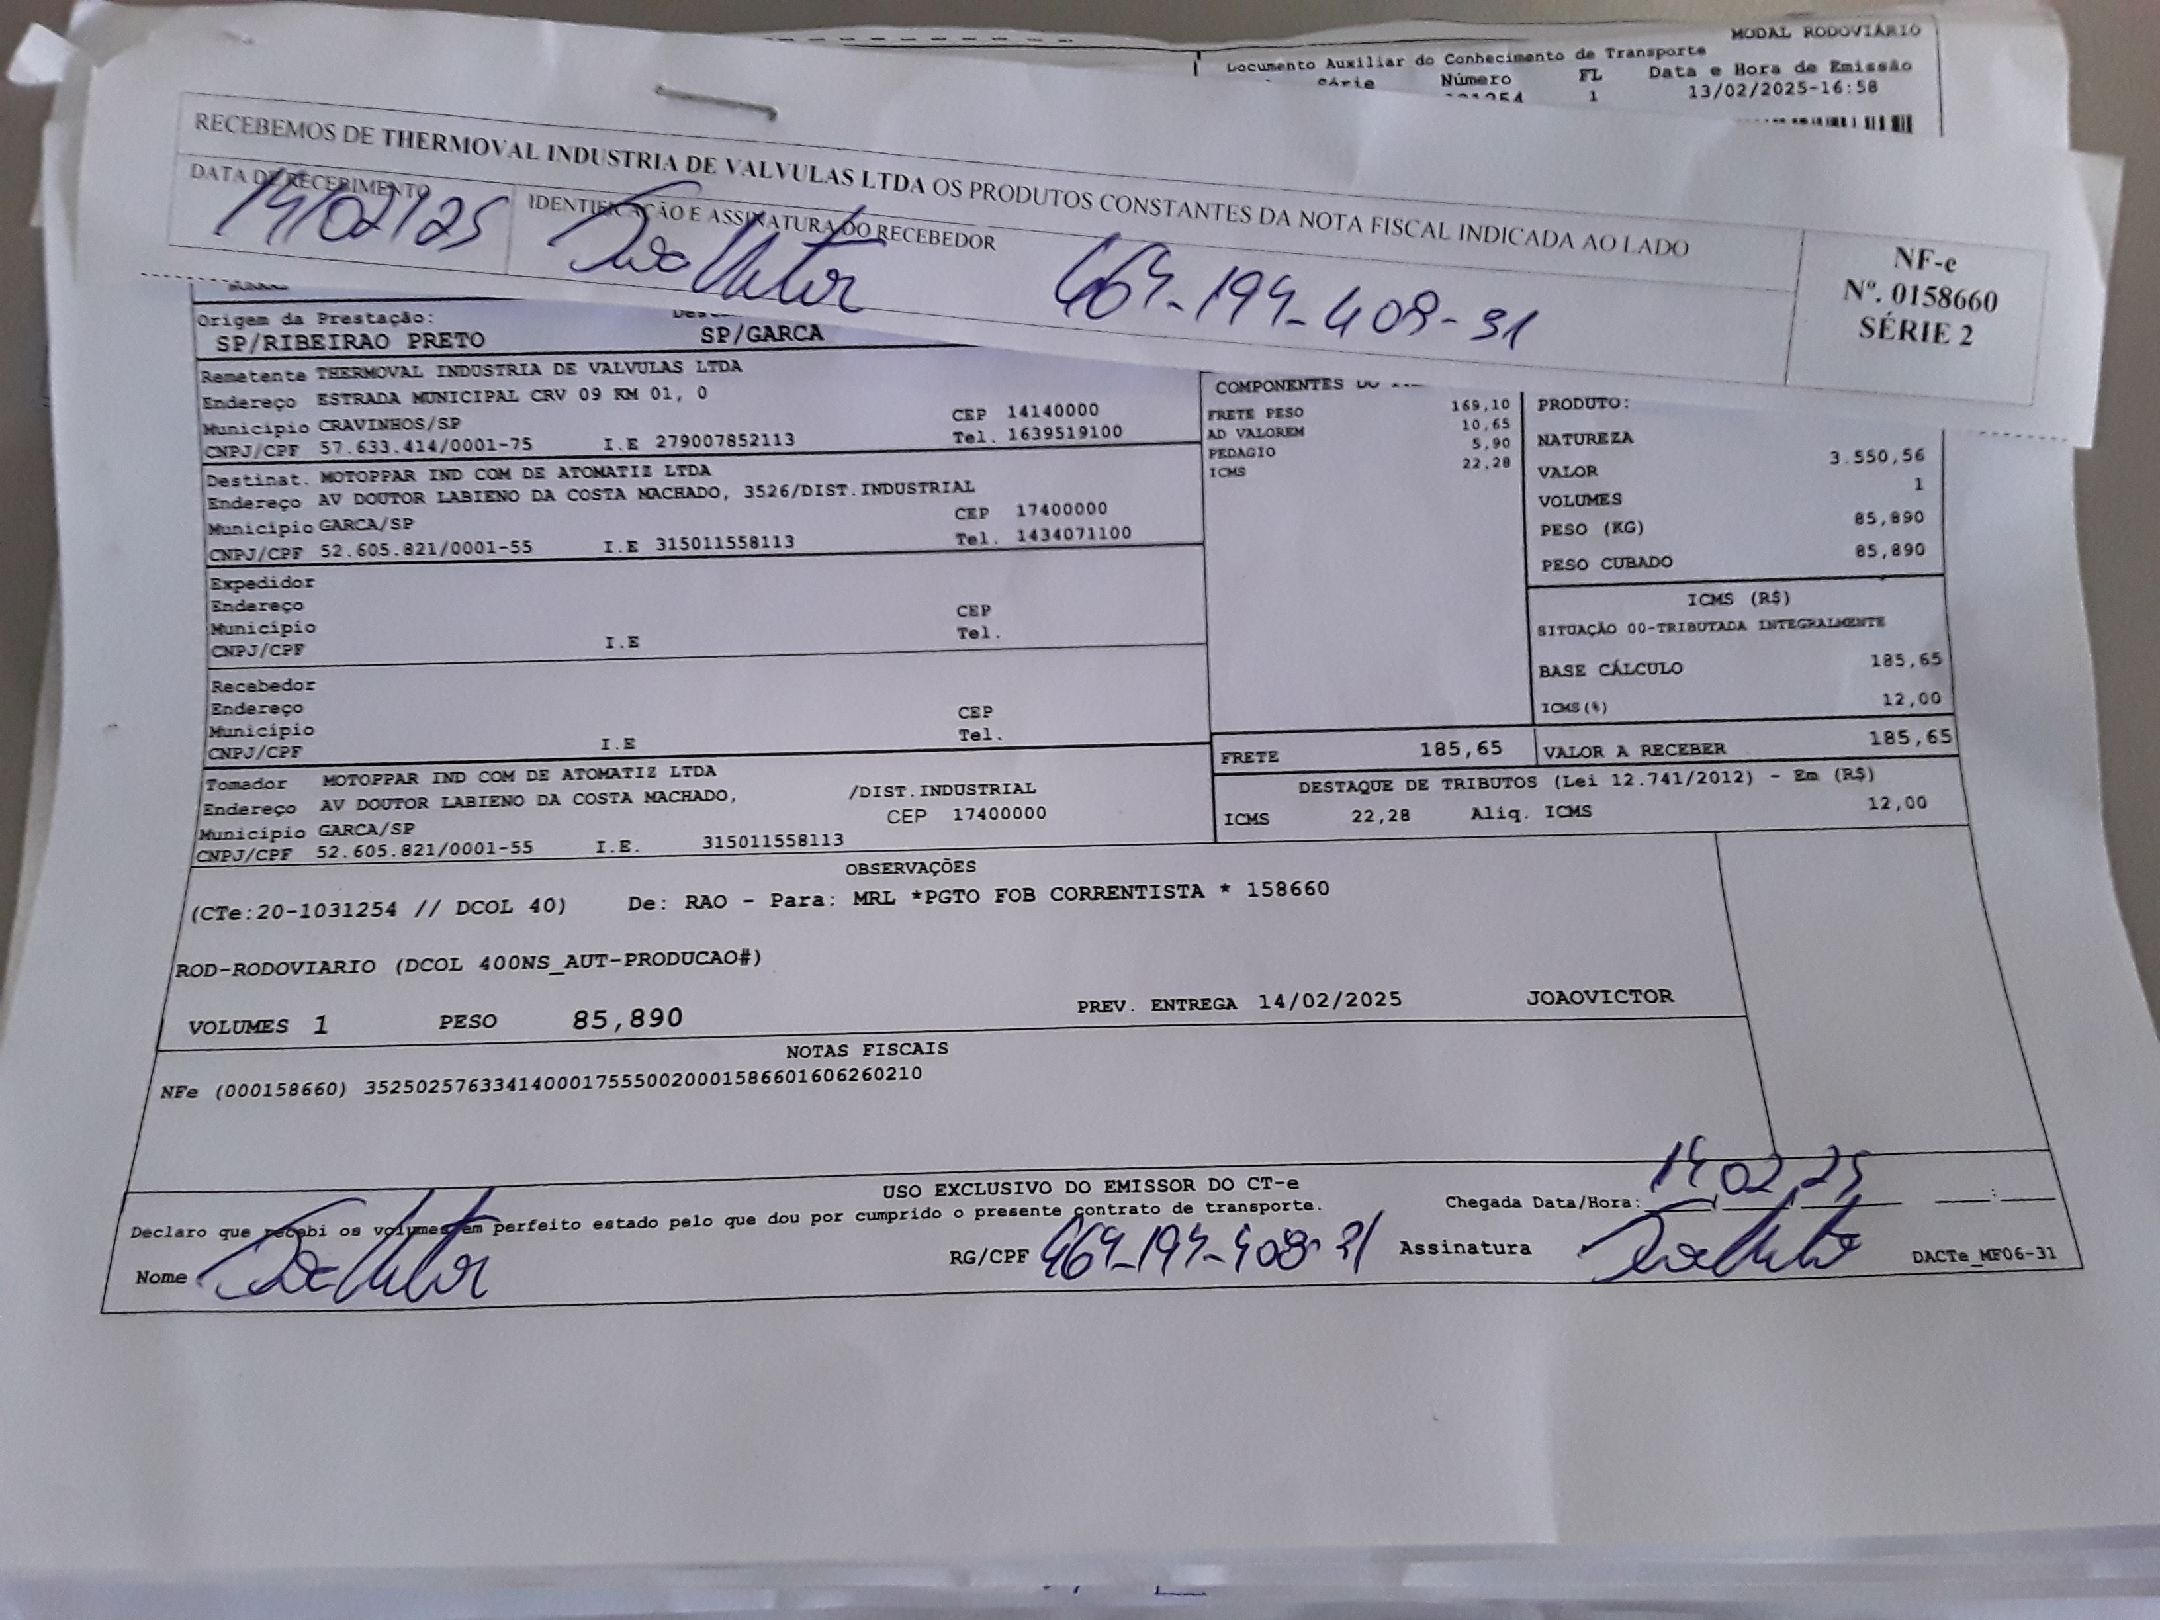 MODAL RODOVIÁRIO
Documento Auxiliar do Conhecimento de Transporte
Série Número FL Data e Hora de Emissão
1 13/02/2025-16:58
RECEBEMOS DE THERMOVAL INDUSTRIA DE VALVULAS LTDA OS PRODUTOS CONSTANTES DA NOTA FISCAL INDICADA AO LADO
DATA DE RECEBIMENTO IDENTIFICAÇÃO E ASSINATURA DO RECEBEDOR
14/02/25
NF-e
Nº. 0158660
SÉRIE 2
Origem da Prestação:
SP/RIBEIRAO PRETO SP/GARCA
Remetente THERMOVAL INDUSTRIA DE VALVULAS LTDA
Endereço ESTRADA MUNICIPAL CRV 09 KM 01, 0
Município CRAVINHOS/SP CEP 14140000
CNPJ/CPF 57.633.414/0001-75 I.E 279007852113 Tel. 1639519100
Destinat. MOTOPPAR IND COM DE ATOMATIZ LTDA
Endereço AV DOUTOR LABIENO DA COSTA MACHADO, 3526/DIST.INDUSTRIAL
Município GARCA/SP CEP 17400000
CNPJ/CPF 52.605.821/0001-55 I.E 315011558113 Tel. 1434071100
Expedidor
Endereço
Município CEP
CNPJ/CPF I.E Tel.
Recebedor
Endereço
Município CEP
CNPJ/CPF I.E Tel.
Tomador MOTOPPAR IND COM DE ATOMATIZ LTDA
Endereço AV DOUTOR LABIENO DA COSTA MACHADO, /DIST.INDUSTRIAL
Município GARCA/SP CEP 17400000
CNPJ/CPF 52.605.821/0001-55 I.E. 315011558113
COMPONENTES DO
FRETE PESO 169,10
AD VALOREM 10,65
PEDAGIO 5,90
ICMS 22,28
PRODUTO:
NATUREZA
VALOR 3.550,56
VOLUMES 1
PESO (KG) 85,890
PESO CUBADO 85,890
ICMS (R$)
SITUAÇÃO 00-TRIBUTADA INTEGRALMENTE
BASE CÁLCULO 185,65
ICMS(%) 12,00
FRETE 185,65 VALOR A RECEBER 185,65
DESTAQUE DE TRIBUTOS (Lei 12.741/2012) - Em (R$)
ICMS 22,28 Aliq. ICMS 12,00
OBSERVAÇÕES
(CTe:20-1031254 // DCOL 40) De: RAO - Para: MRL *PGTO FOB CORRENTISTA * 158660
ROD-RODOVIARIO (DCOL 400NS_AUT-PRODUCAO#)
VOLUMES 1 PESO 85,890 PREV. ENTREGA 14/02/2025 JOAOVICTOR
NOTAS FISCAIS
NFe (000158660) 35250257633414000175550020001586601606260210
USO EXCLUSIVO DO EMISSOR DO CT-e
Declaro que recebi os volumes em perfeito estado pelo que dou por cumprido o presente contrato de transporte.
Chegada Data/Hora: 14 02 25 :
Nome RG/CPF Assinatura
DACTe_MF06-31